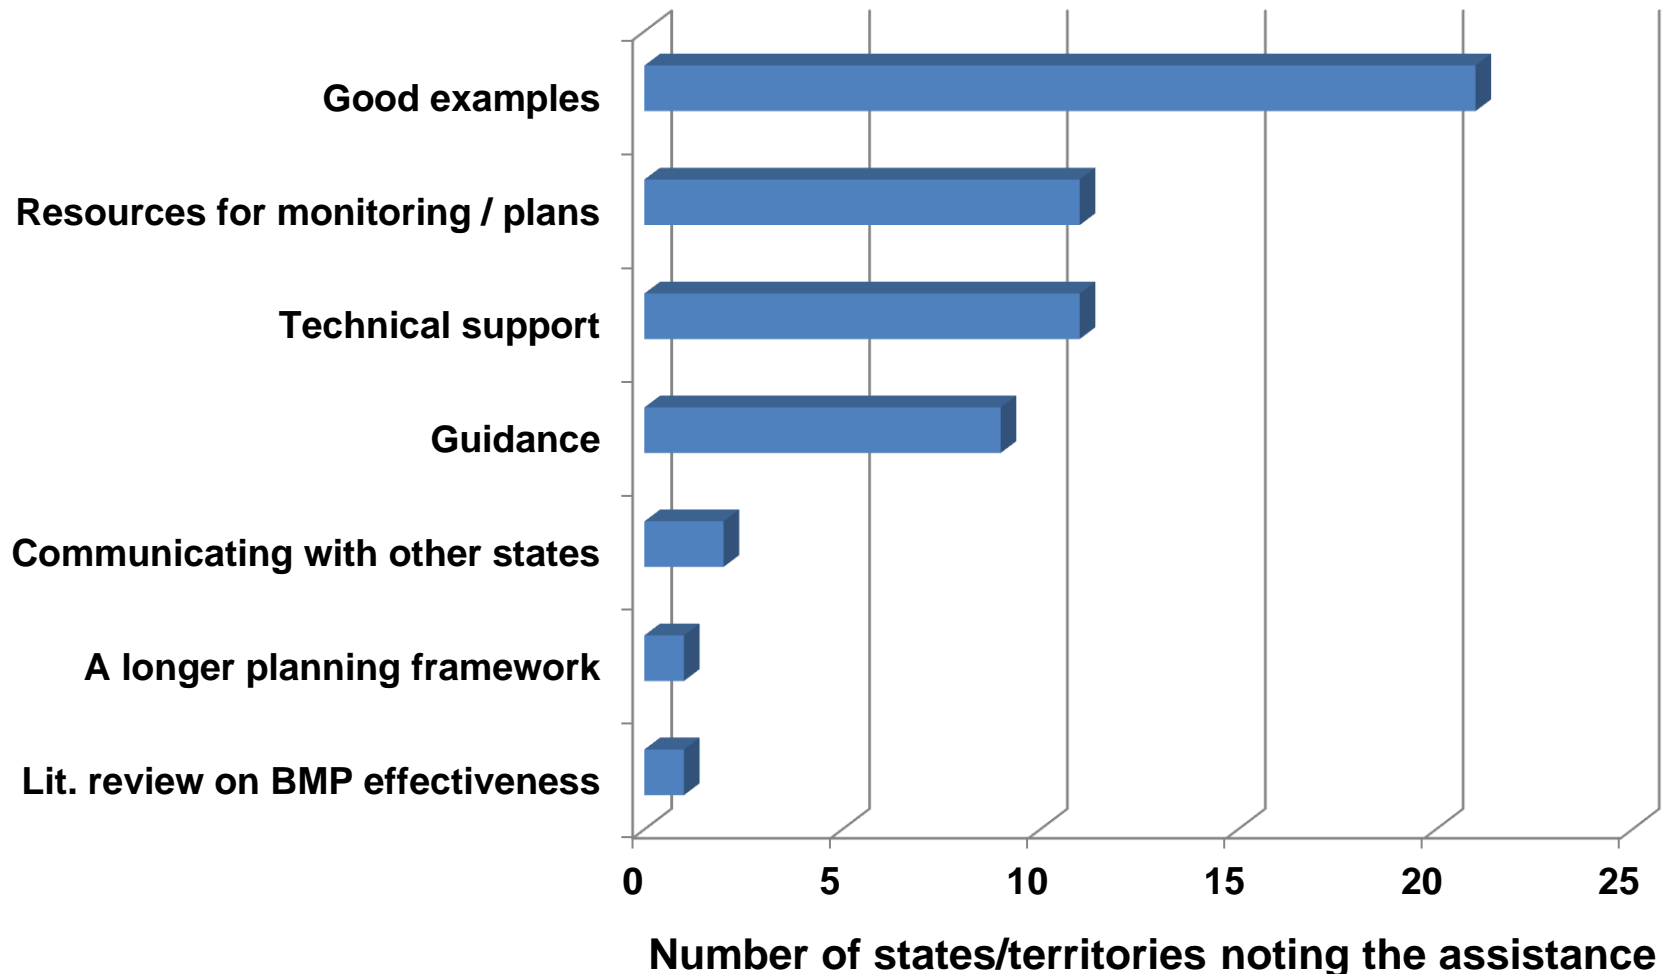 Good examples
Resources for monitoring / plans
Technical support
Guidance
Communicating with other states
A longer planning framework
Lit. review on BMP effectiveness
0 5 10 15 20 25
Number of states/territories noting the assistance